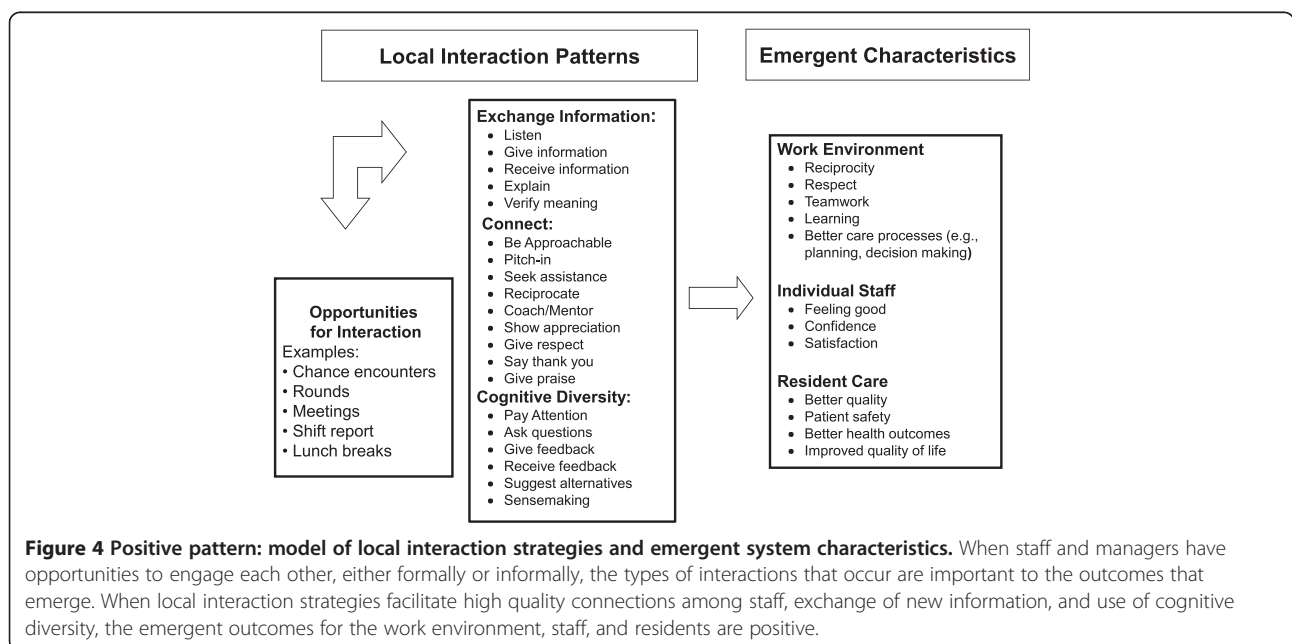 Local Interaction Patterns
Emergent Characteristics
Opportunities
for Interaction
Examples:
• Chance encounters
• Rounds
• Meetings
• Shift report
• Lunch breaks
Exchange Information:
• Listen
• Give information
• Receive information
• Explain
• Verify meaning
Connect:
• Be Approachable
• Pitch-in
• Seek assistance
• Reciprocate
• Coach/Mentor
• Show appreciation
• Give respect
• Say thank you
• Give praise
Cognitive Diversity:
• Pay Attention
• Ask questions
• Give feedback
• Receive feedback
• Suggest alternatives
• Sensemaking
Work Environment
• Reciprocity
• Respect
• Teamwork
• Learning
• Better care processes (e.g.,
planning, decision making)
Individual Staff
• Feeling good
• Confidence
• Satisfaction
Resident Care
• Better quality
• Patient safety
• Better health outcomes
• Improved quality of life
Figure 4 Positive pattern: model of local interaction strategies and emergent system characteristics. When staff and managers have
opportunities to engage each other, either formally or informally, the types of interactions that occur are important to the outcomes that
emerge. When local interaction strategies facilitate high quality connections among staff, exchange of new information, and use of cognitive
diversity, the emergent outcomes for the work environment, staff, and residents are positive.